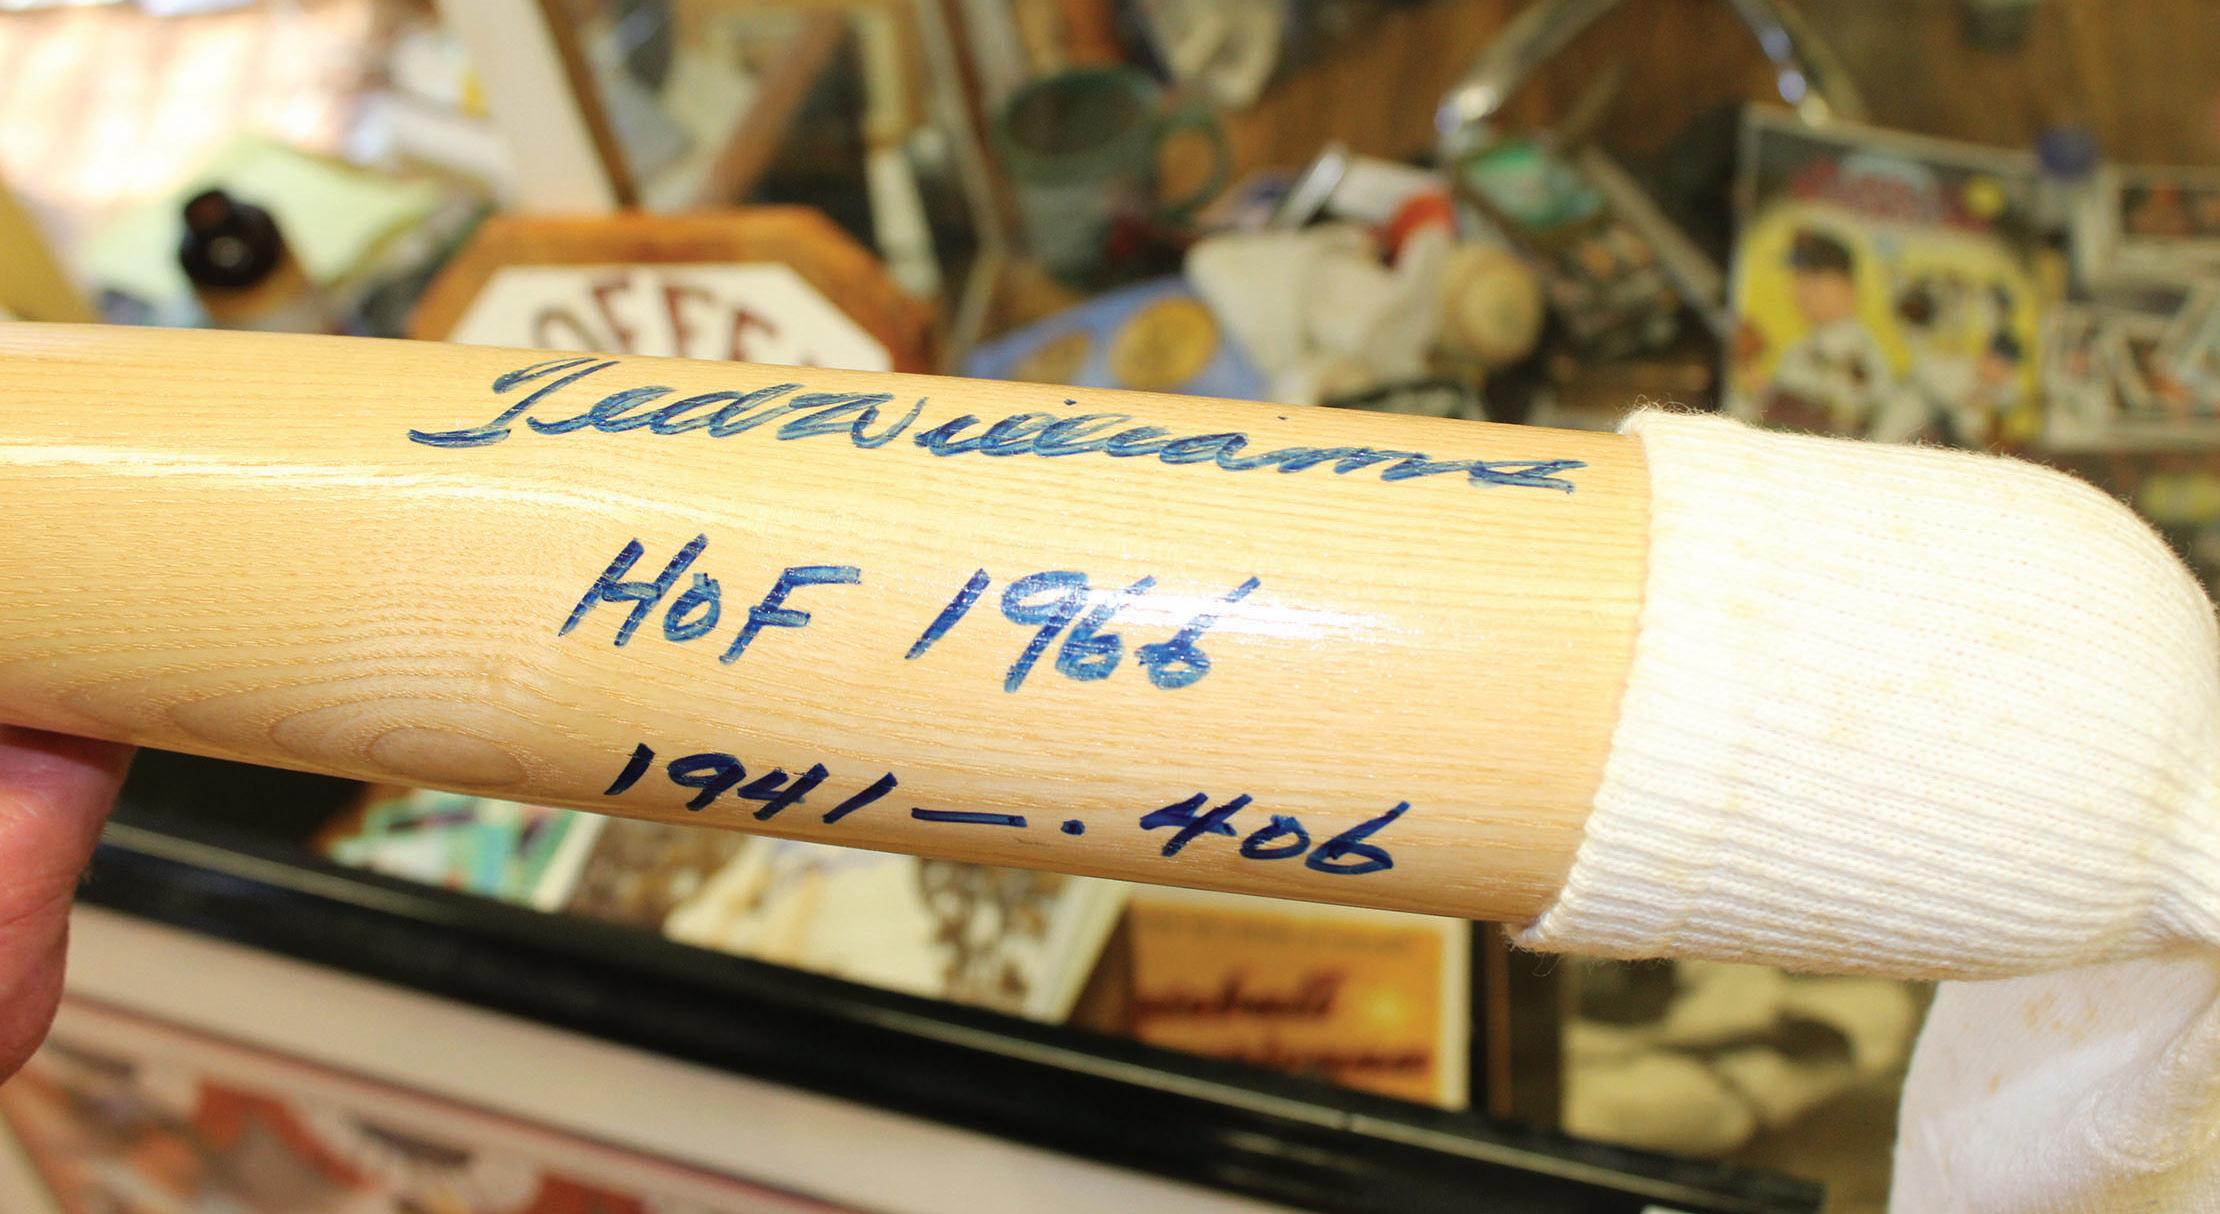 Ted Williams
HOF 1966
1941 — .406